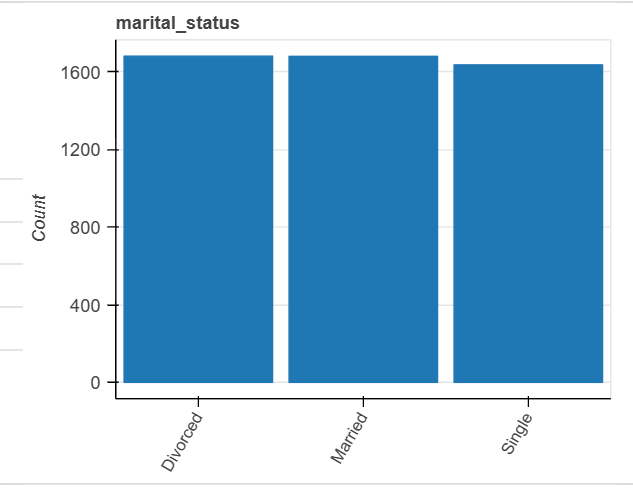 marital_status
1600
1200
800
400
0
Count
Divorced
Married
Single